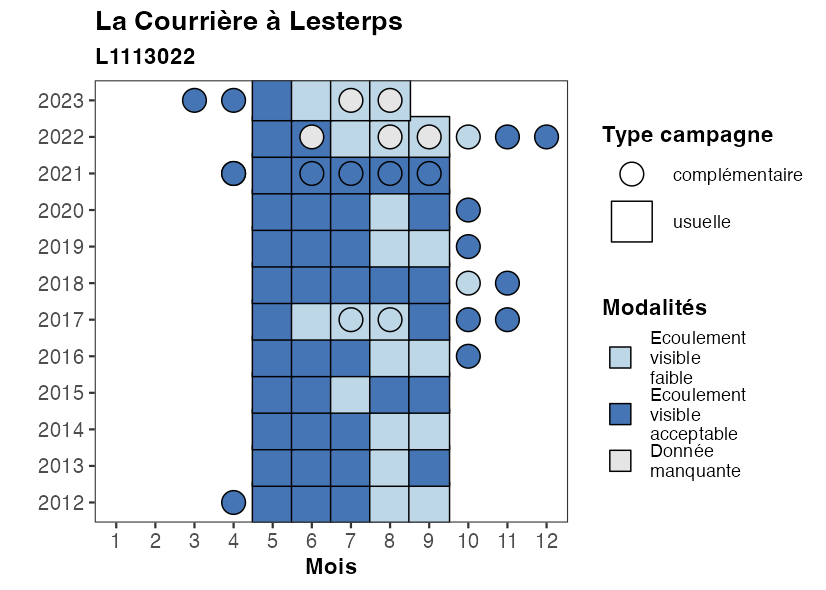 La Courrière à Lesterps
L1113022
2023
2022
2021
2020
2019
2018
2017
2016
2015
2014
2013
2012
1 2 3 4 5 6 7 8 9 10 11 12
Mois
Type campagne
complémentaire
usuelle
Modalités
Ecoulement
visible
faible
Ecoulement
visible
acceptable
Donnée
manquante